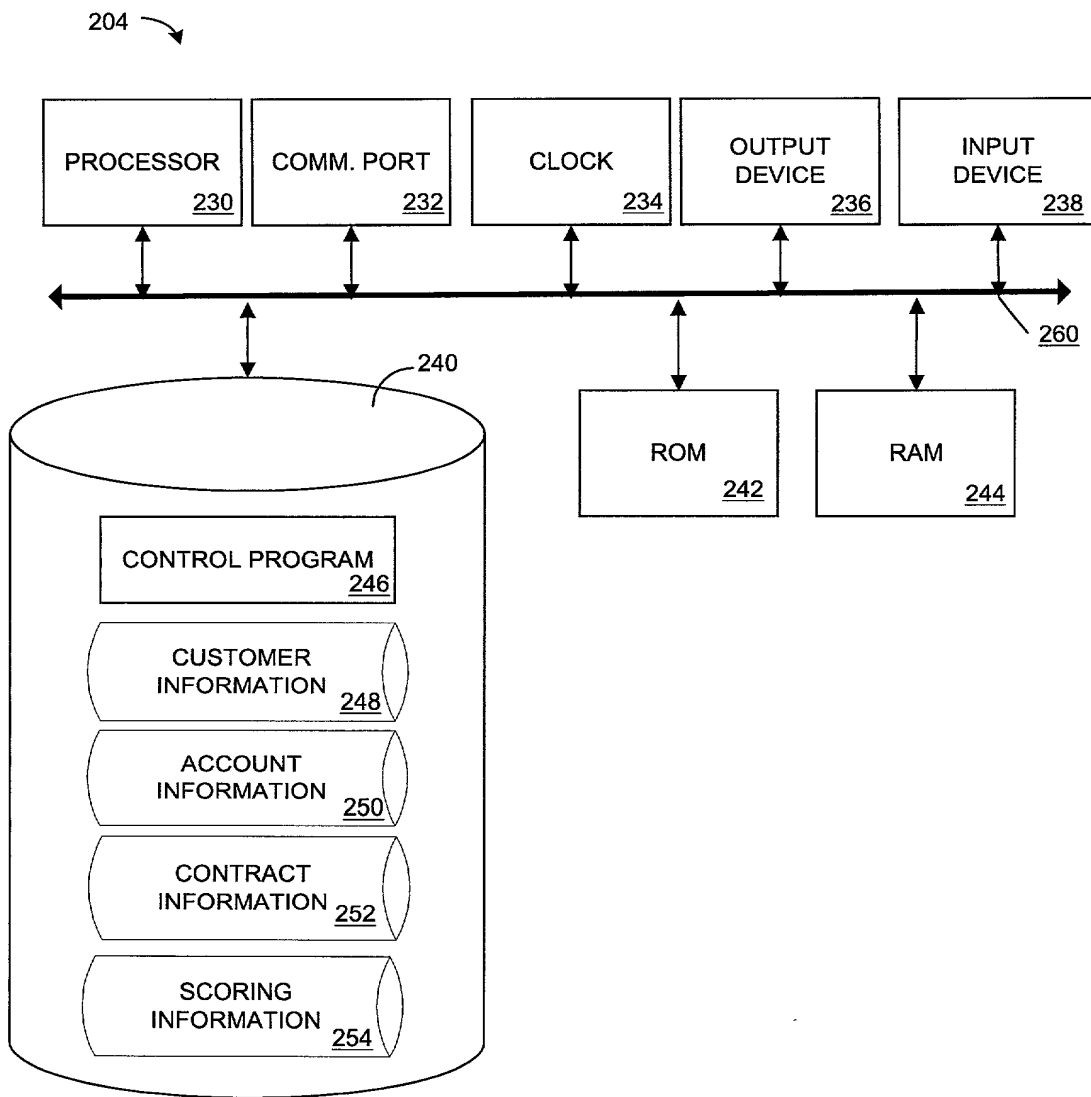 204
PROCESSOR
230
COMM. PORT
232
CLOCK
234
OUTPUT
DEVICE
236
INPUT
DEVICE
238
260
240
ROM
242
RAM
244
CONTROL PROGRAM
246
CUSTOMER
INFORMATION
248
ACCOUNT
INFORMATION
250
CONTRACT
INFORMATION
252
SCORING
INFORMATION
254